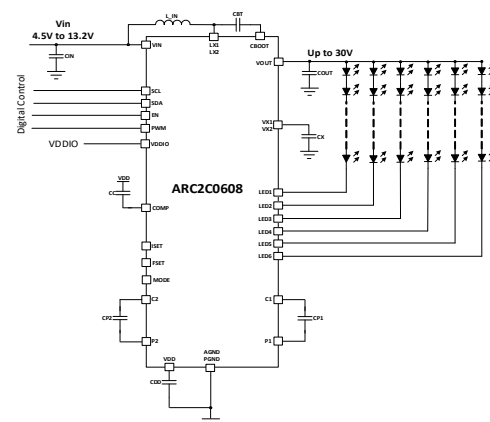 L_IN
CBT
Vin
4.5V to 13.2V
CIN
VIN
LX1
LX2
CBOOT
VOUT
Up to 30V
COUT
Digital Control
SCL
SDA
EN
PWM
VDDIO
VDDIO
VX1
VX2
CX
VDD
ARC2C0608
COMP
LED1
LED2
LED3
LED4
LED5
LED6
ISET
FSET
MODE
C2
C1
CP2
CP1
P2
P1
VDD
AGND
PGND
CDD